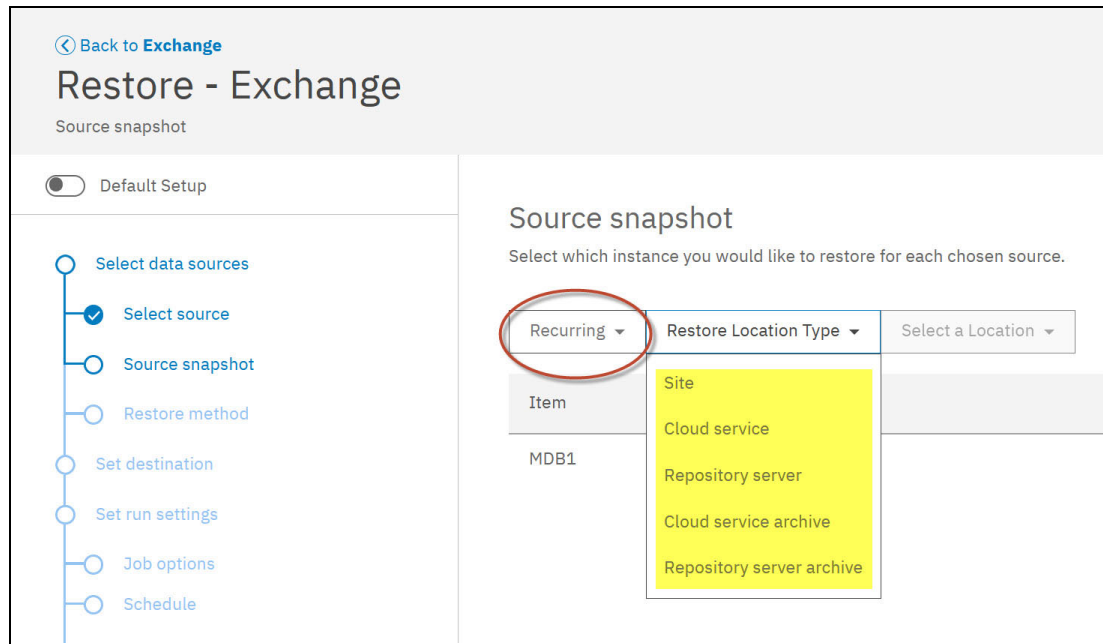 Back to Exchange
Restore - Exchange
Source snapshot
Default Setup
Select data sources
Select source
Source snapshot
Restore method
Set destination
Set run settings
Job options
Schedule
Source snapshot
Select which instance you would like to restore for each chosen source.
Recurring Restore Location Type Select a Location
Site
Cloud service
Repository server
Cloud service archive
Repository server archive
Item
MDB1